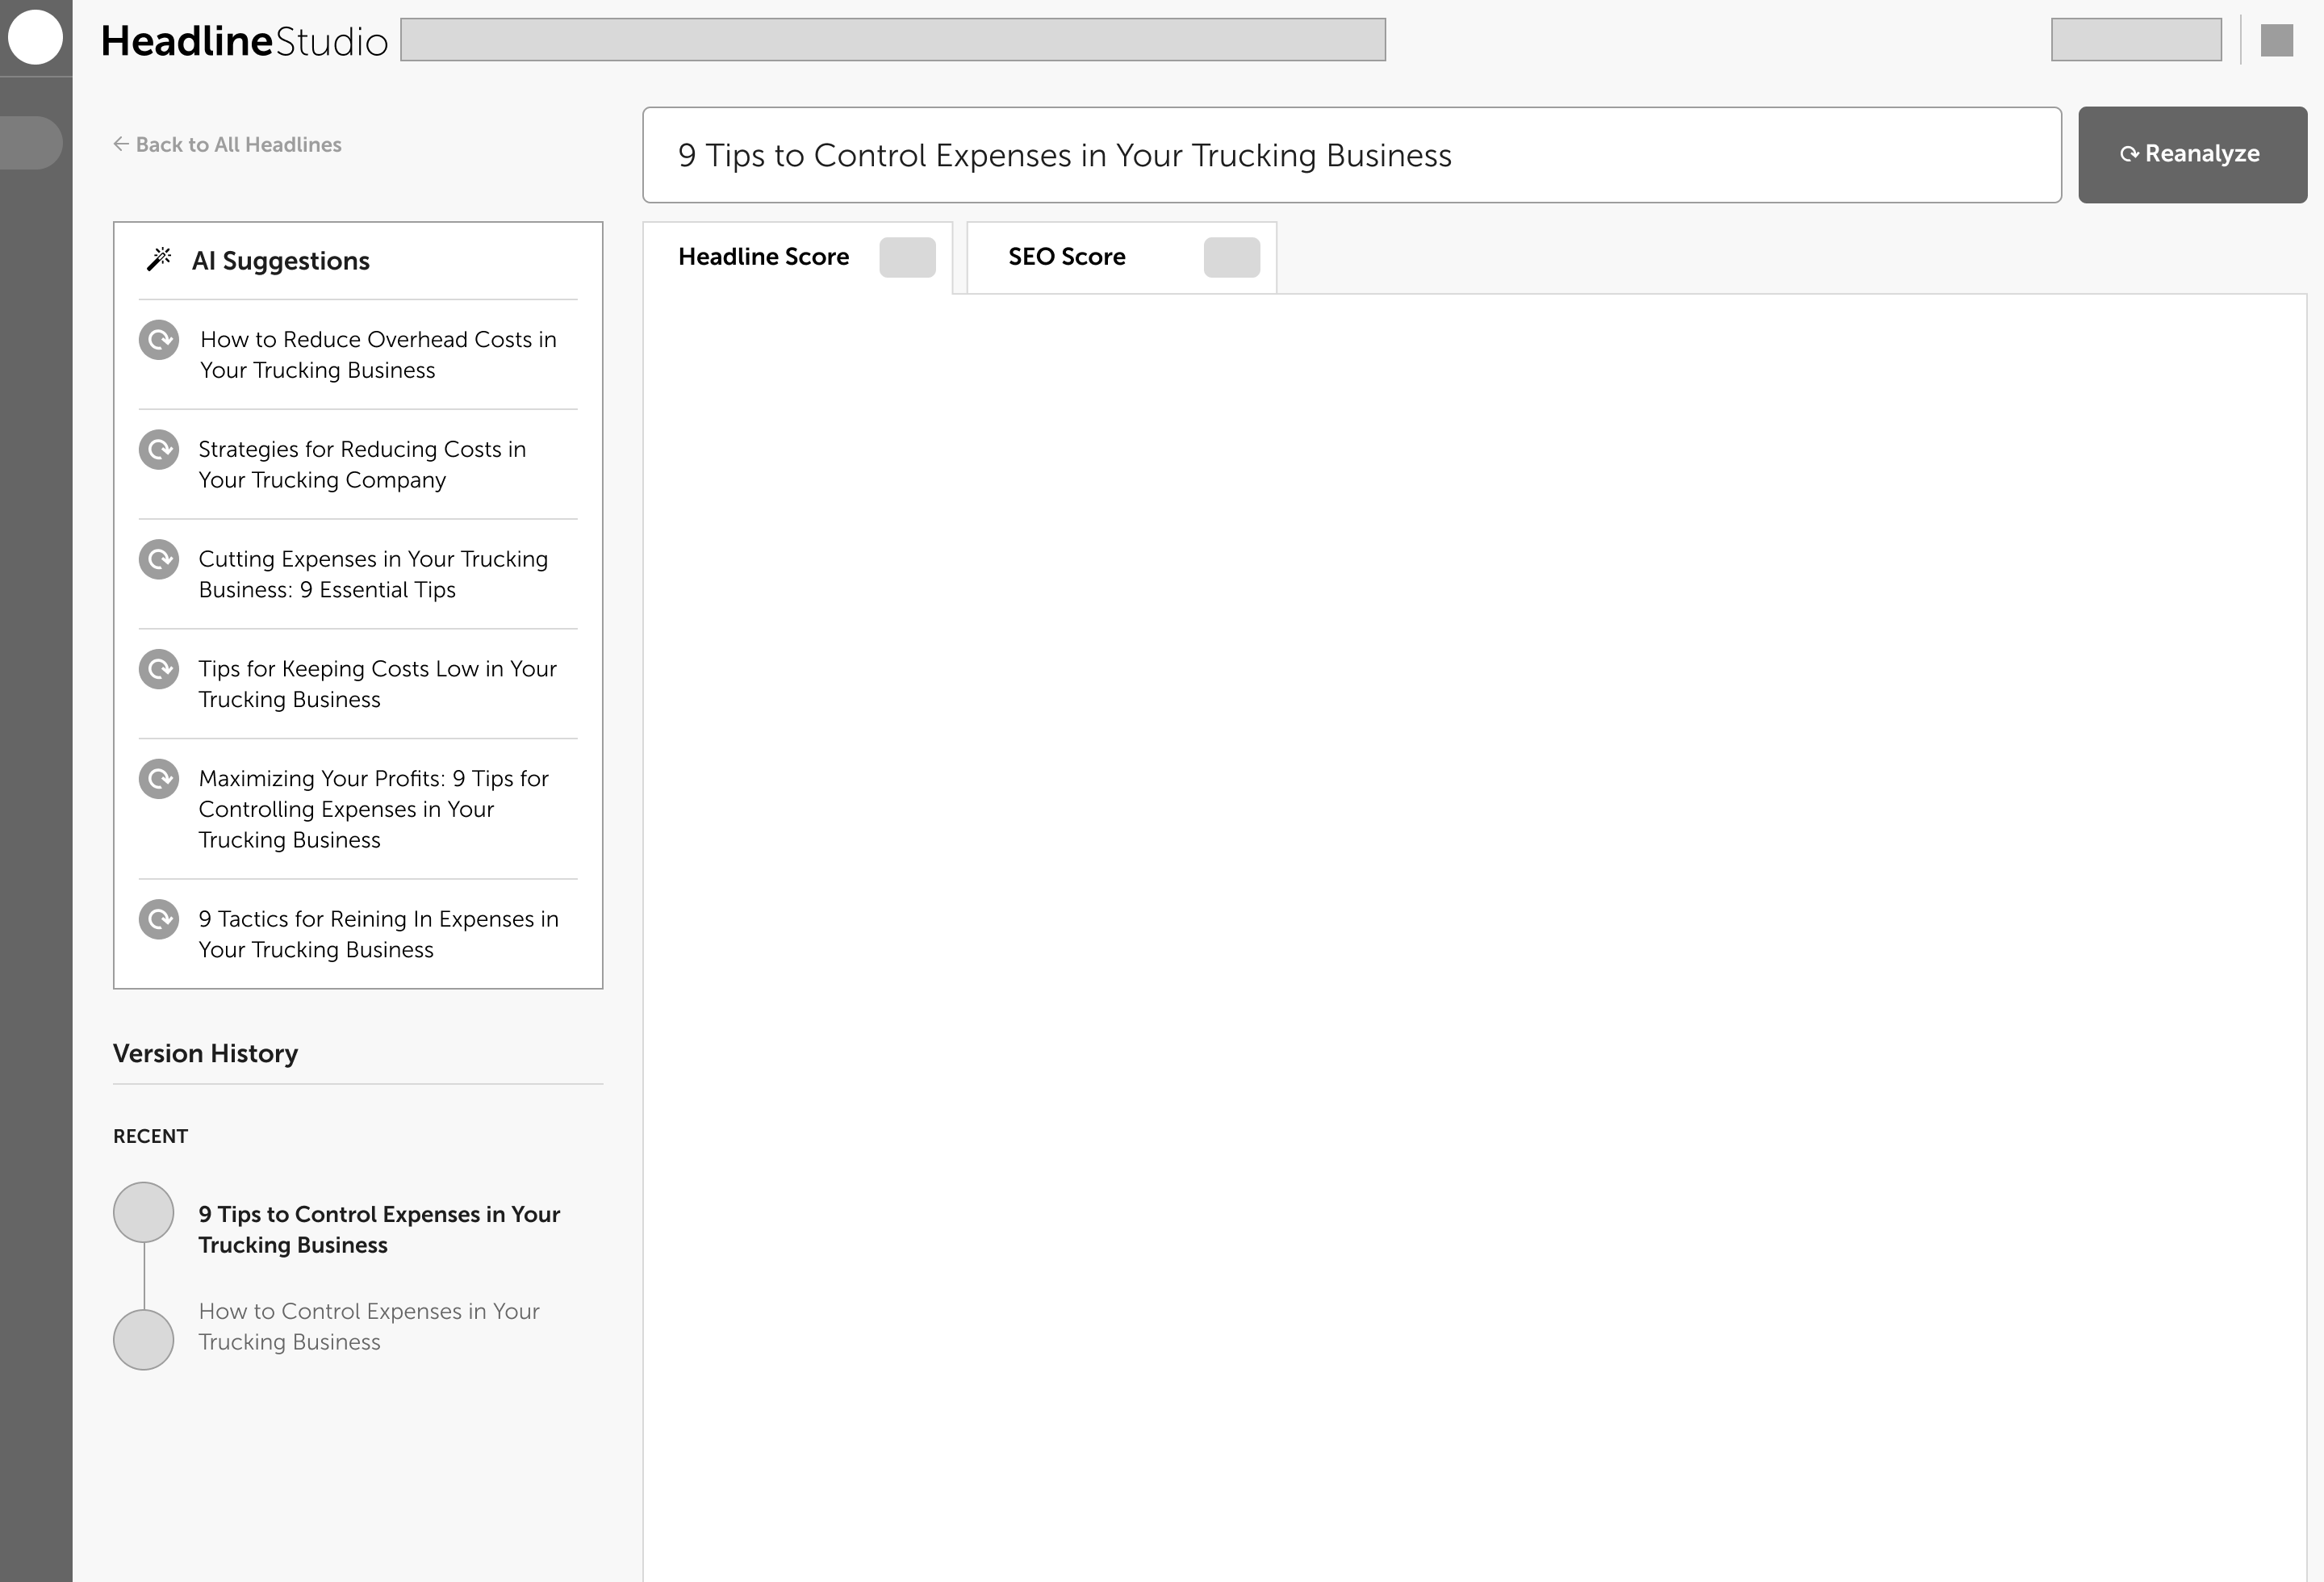 HeadlineStudio
← Back to All Headlines
9 Tips to Control Expenses in Your Trucking Business
Reanalyze
AI Suggestions
How to Reduce Overhead Costs in
Your Trucking Business
Strategies for Reducing Costs in
Your Trucking Company
Cutting Expenses in Your Trucking
Business: 9 Essential Tips
Tips for Keeping Costs Low in Your
Trucking Business
Maximizing Your Profits: 9 Tips for
Controlling Expenses in Your
Trucking Business
9 Tactics for Reining In Expenses in
Your Trucking Business
Version History
RECENT
9 Tips to Control Expenses in Your
Trucking Business
How to Control Expenses in Your
Trucking Business
Headline Score
SEO Score